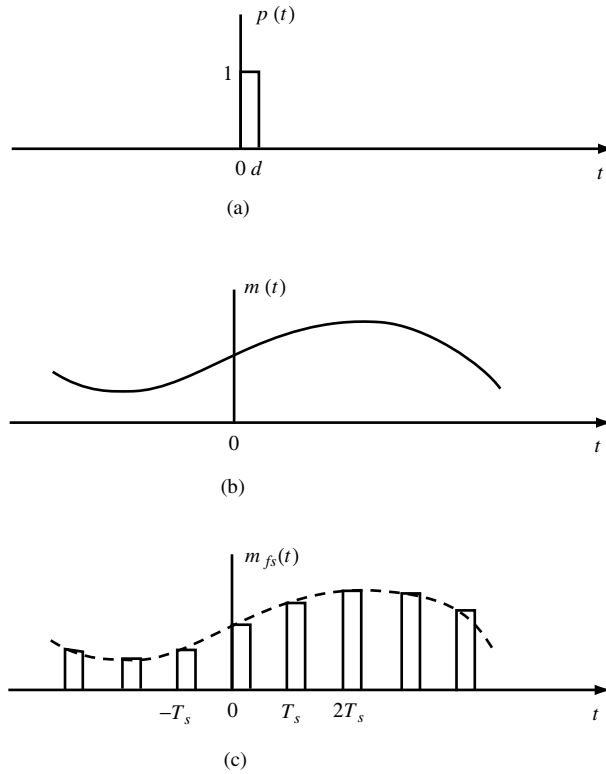 p (t)
1
0 d
t
(a)
m (t)
0
t
(b)
m fs(t)
–Ts 0 Ts 2Ts
t
(c)